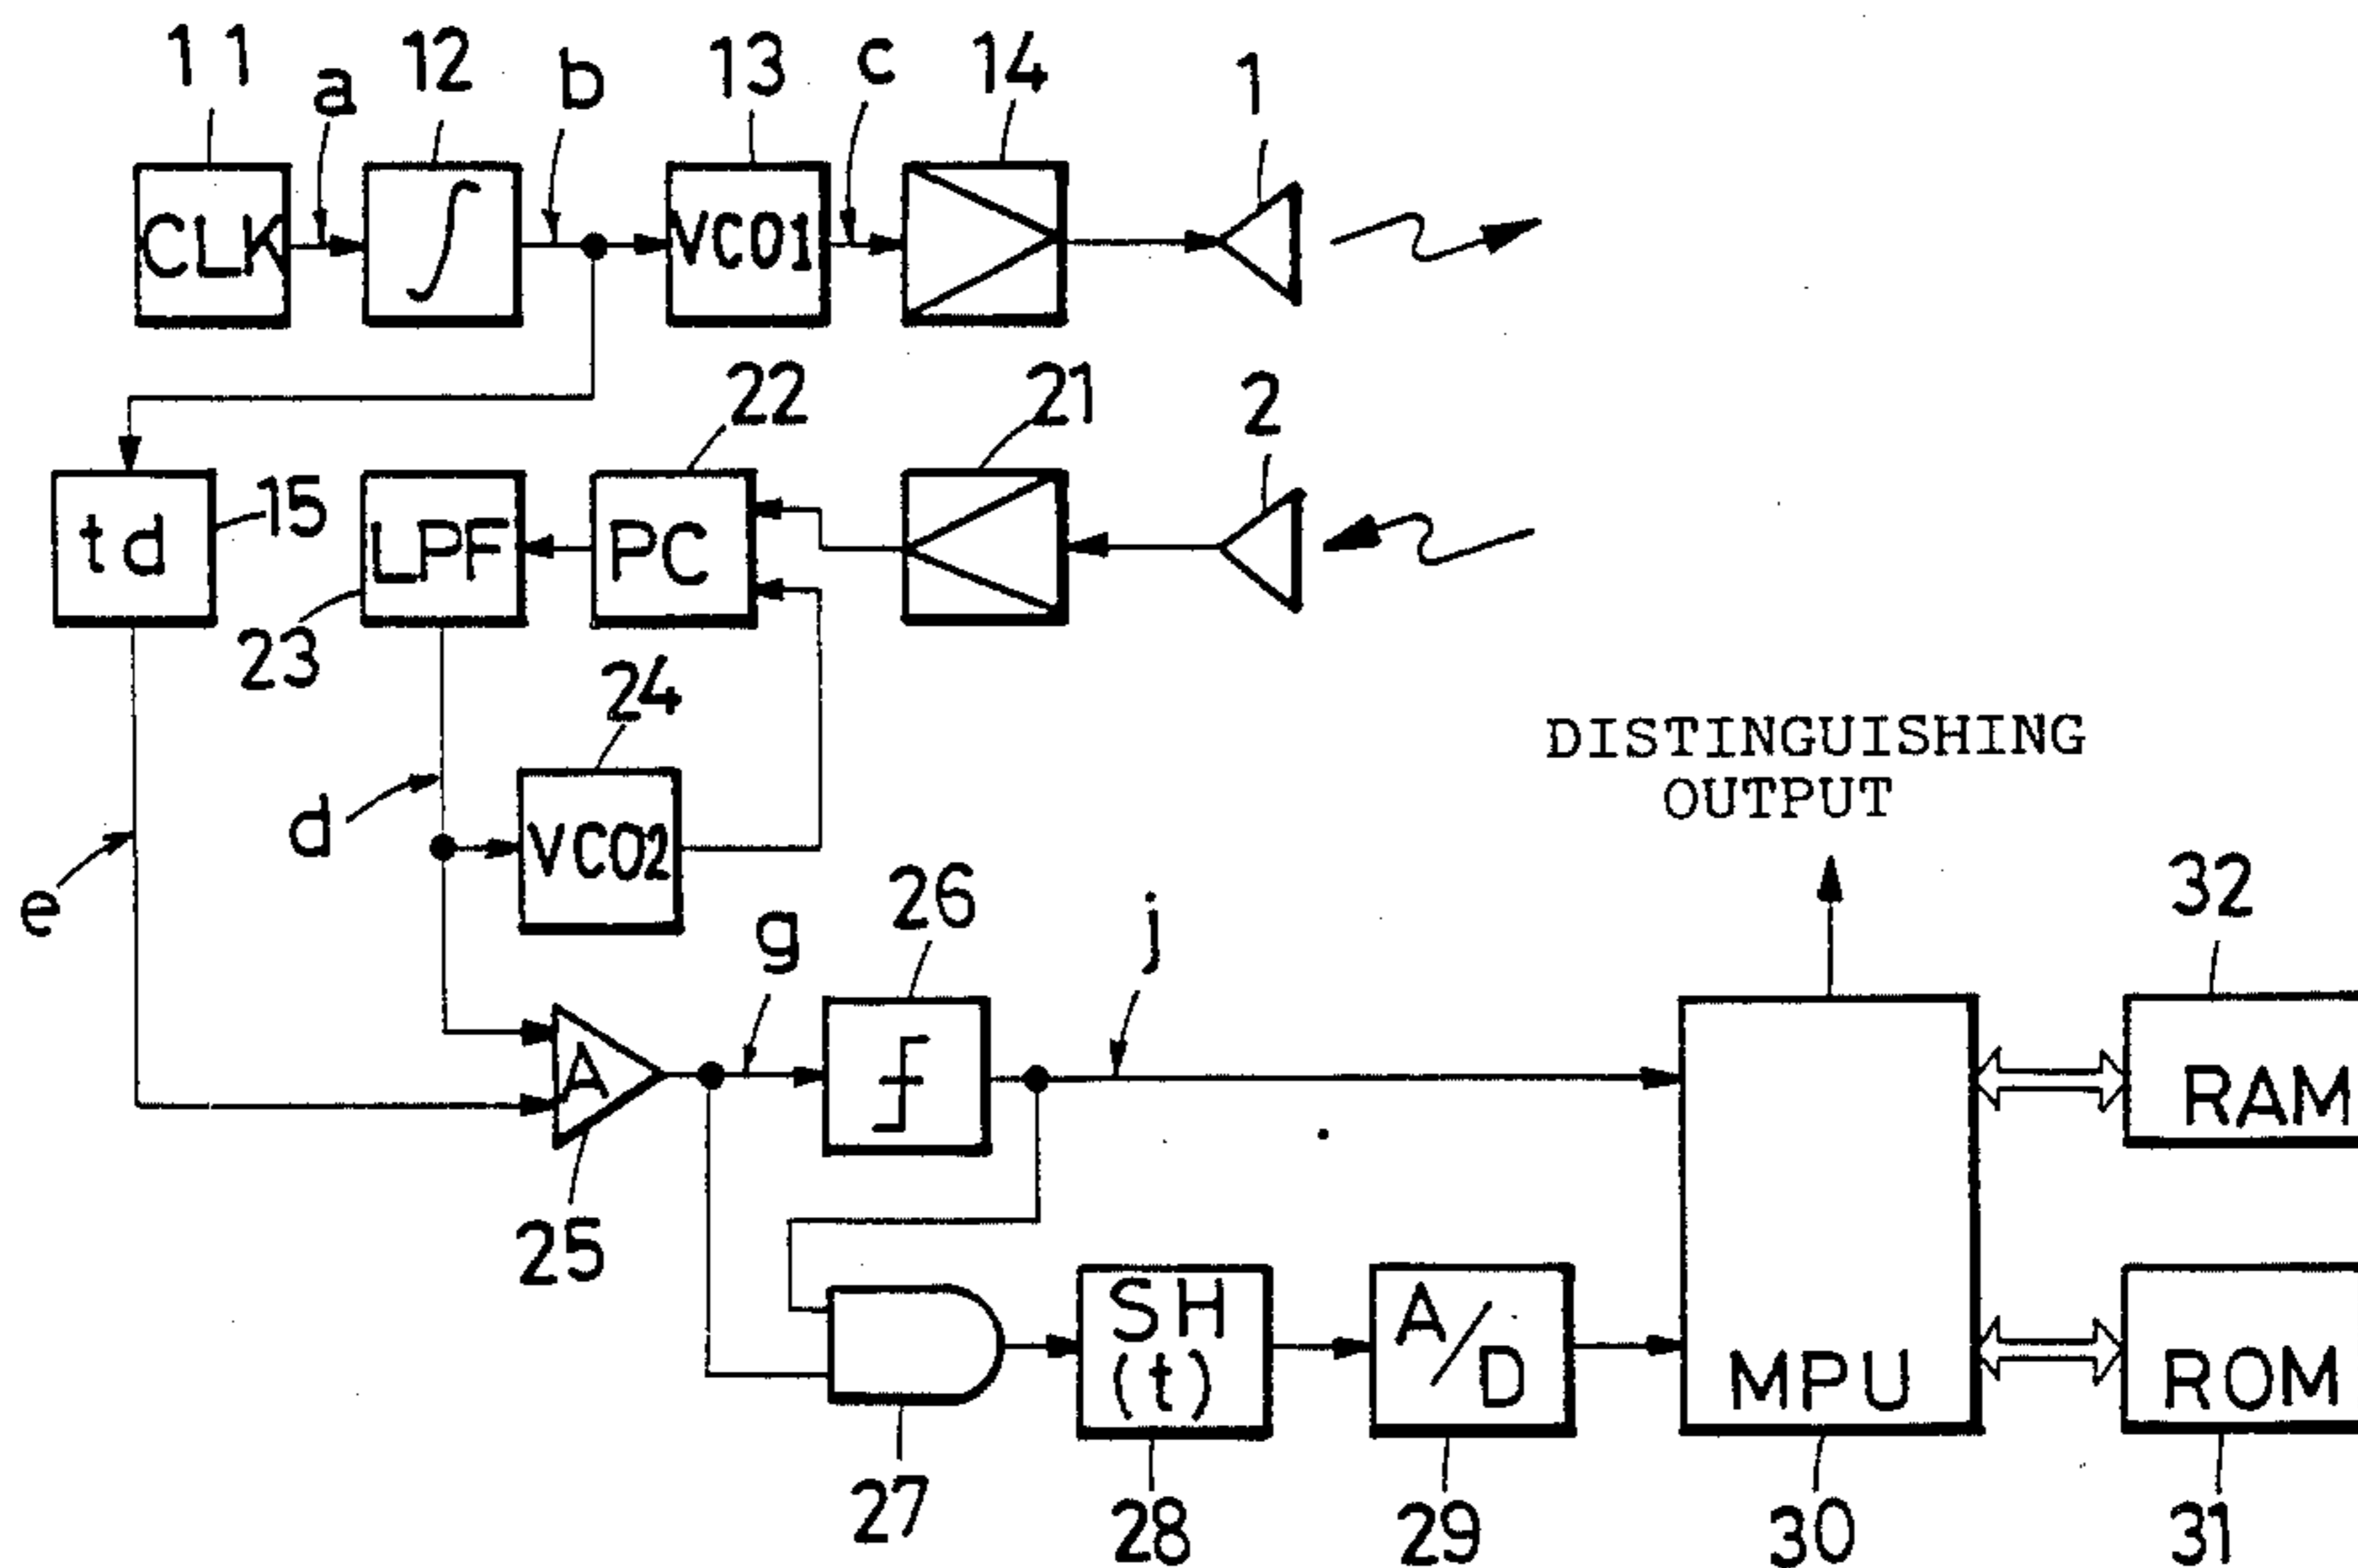 11 a 12 b 13 c 14 1
CLK ∫ VCO1
22 21 2
td 15 LPF PC
23 24
DISTINGUISHING
OUTPUT
d VCO2
e g 26 j 32
A RAM
25
SH
(t) A/D MPU ROM
27 28 29 30 31